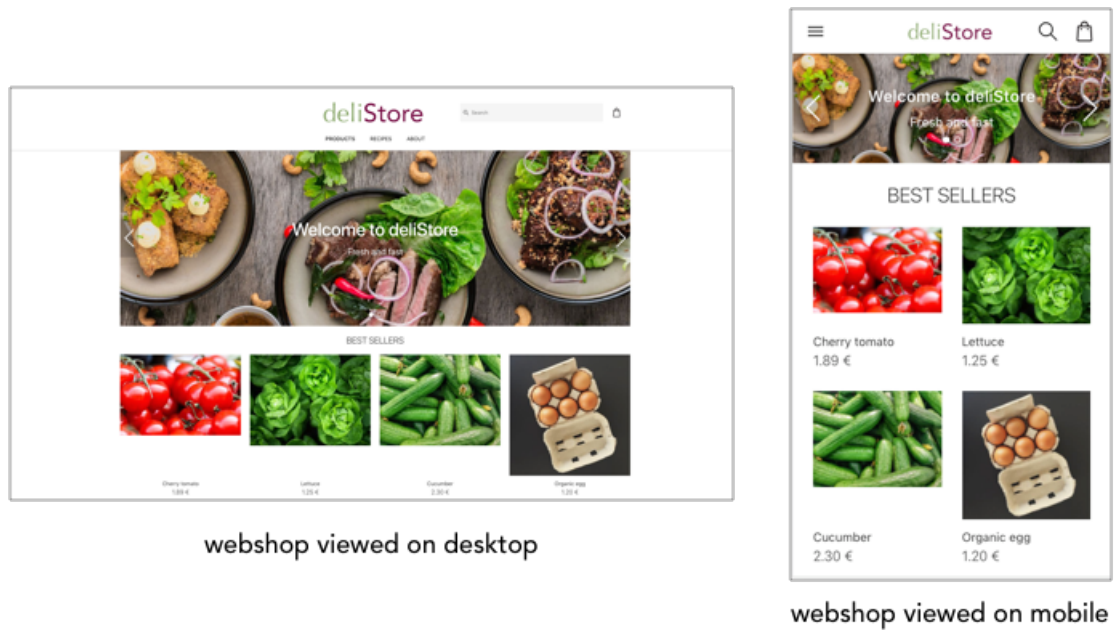 deliStore
Search
PRODUCTS RECIPES ABOUT
Welcome to deliStore
Fresh and fast
BEST SELLERS
Cherry tomato Lettuce Cucumber Organic egg
1.89 € 1.25 € 2.30 € 1.20 €
webshop viewed on desktop
deliStore
Welcome to deliStore
Fresh and fast
BEST SELLERS
Cherry tomato Lettuce
1.89 € 1.25 €
Cucumber Organic egg
2.30 € 1.20 €
webshop viewed on mobile